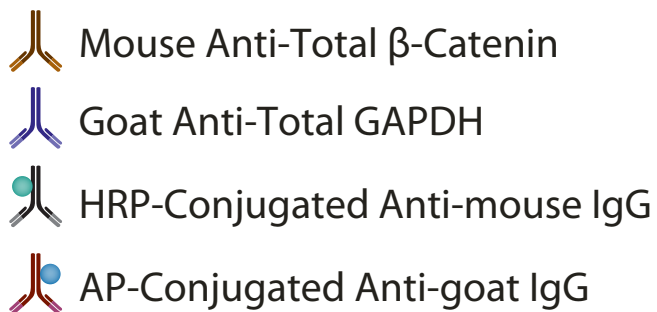 Mouse Anti-Total β-Catenin
Goat Anti-Total GAPDH
HRP-Conjugated Anti-mouse IgG
AP-Conjugated Anti-goat IgG